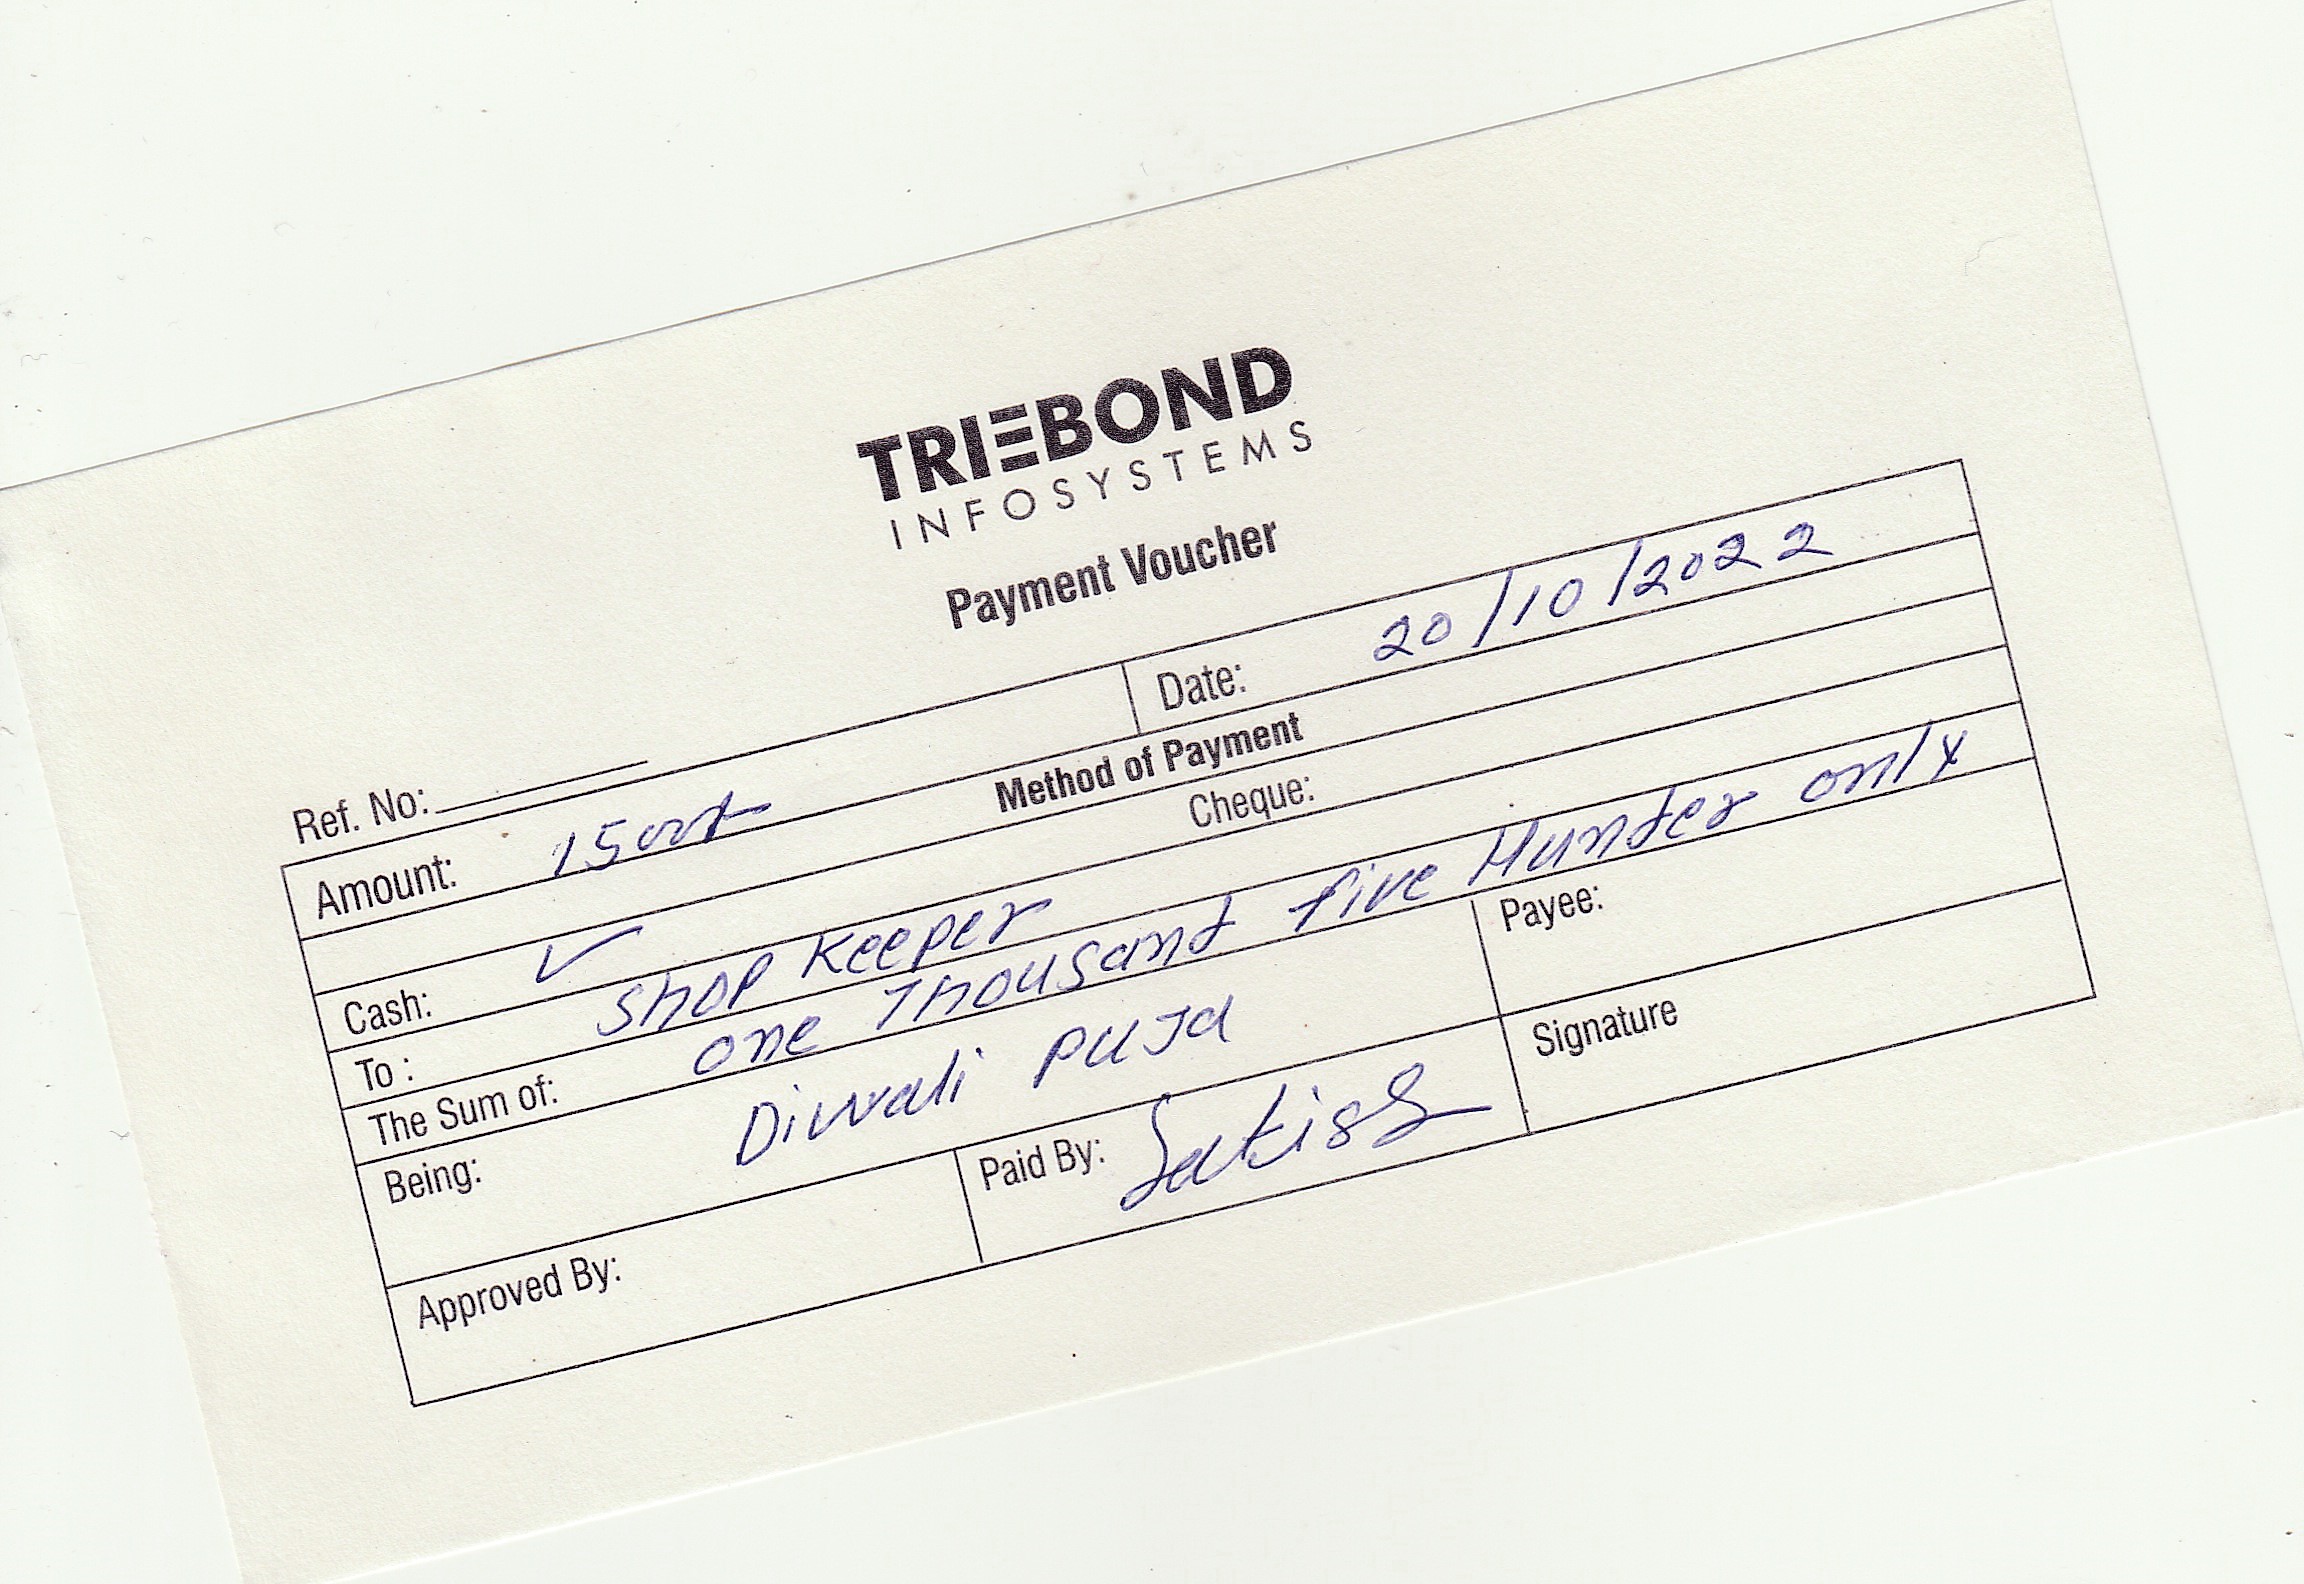 TRIEBOND
INFOSYSTEMS
Payment Voucher
Ref. No:
Amount: 1500/- Date: 20/10/2022
Method of Payment
Cash: ✓ Cheque:
To : Shop Keeper
The Sum of: one Thousand five Hunder only
Being: Diwali PUJa Payee:
Approved By: Paid By: Satish Signature